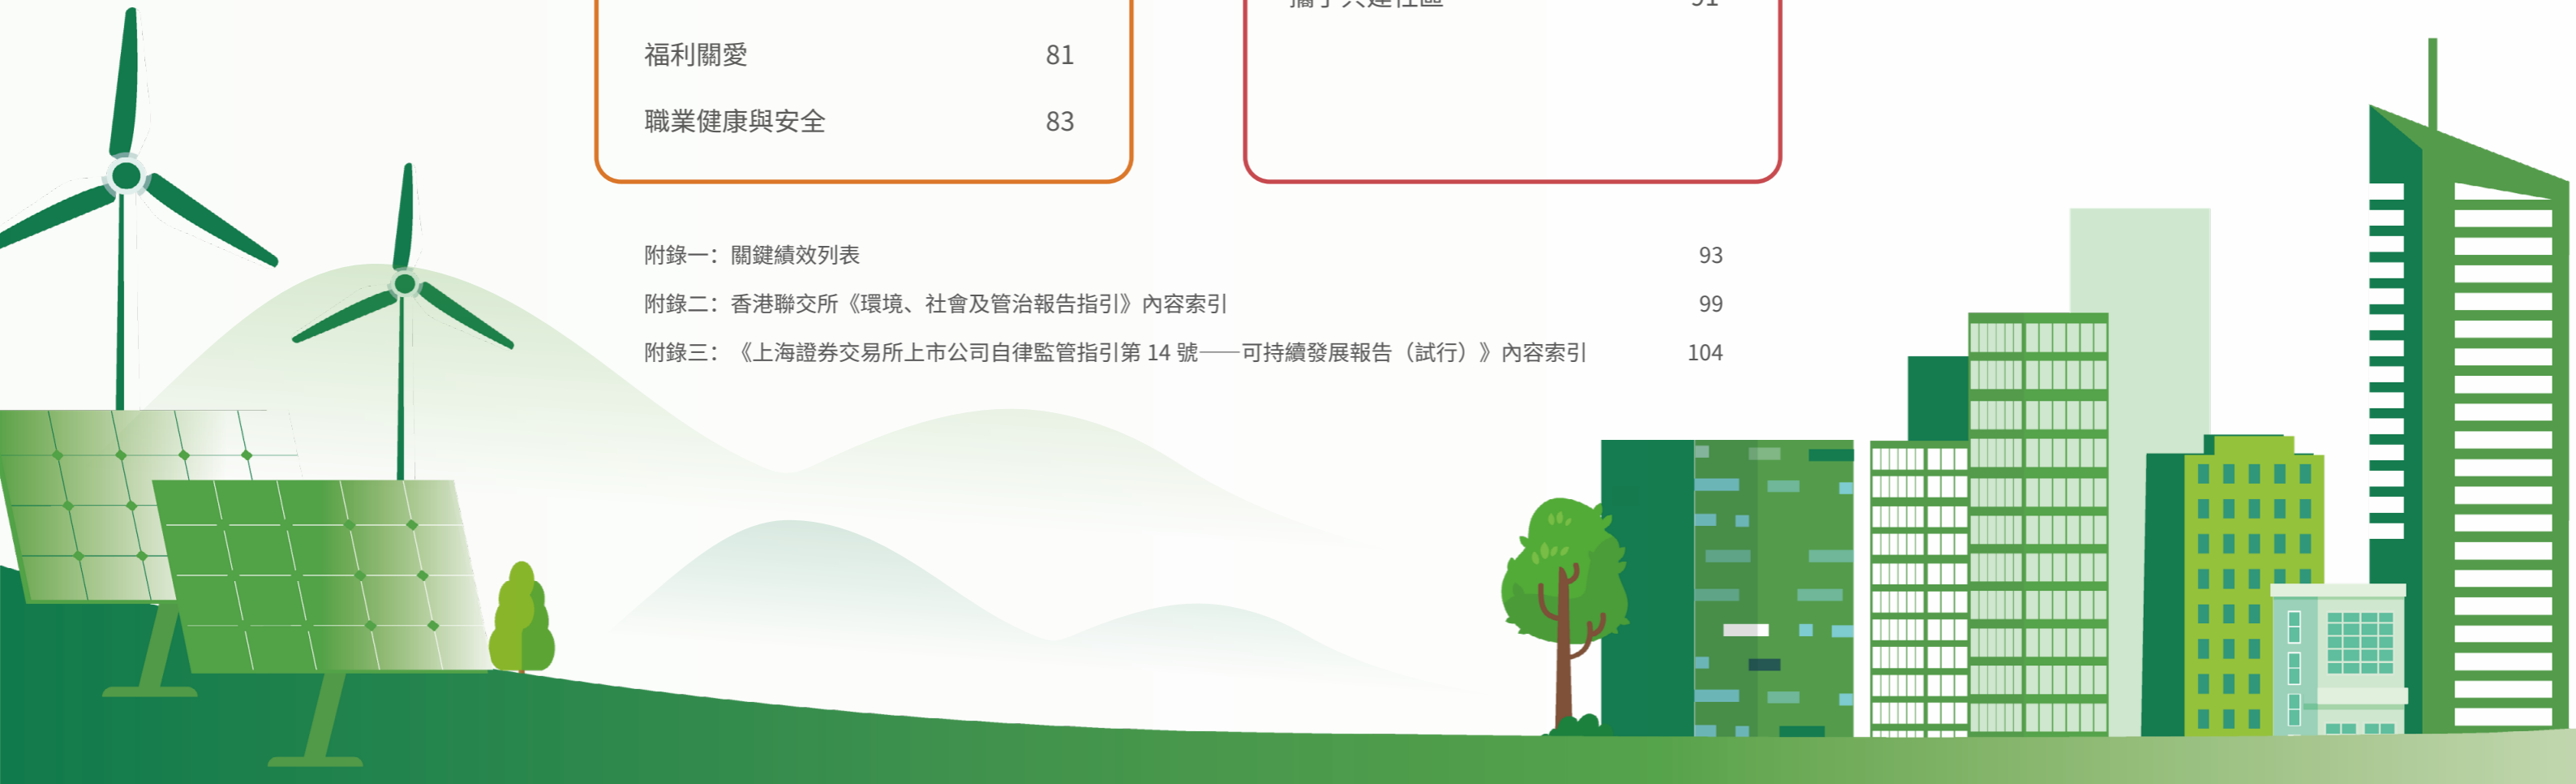 91
福利關愛 81
職業健康與安全 83
附錄一：關鍵績效列表 93
附錄二：香港聯交所《環境、社會及管治報告指引》內容索引 99
附錄三：《上海證券交易所上市公司自律監管指引第 14 號——可持續發展報告（試行）》內容索引 104